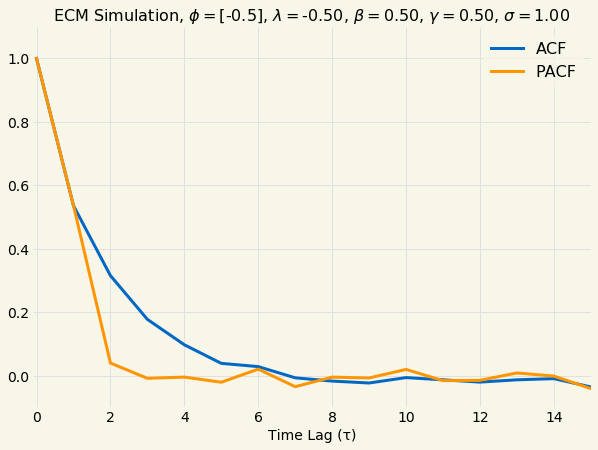 ECM Simulation, ϕ = [-0.5], λ = -0.50, β = 0.50, γ = 0.50, σ = 1.00
ACF
PACF
1.0
0.8
0.6
0.4
0.2
0.0
0 2 4 6 8 10 12 14
Time Lag (τ)